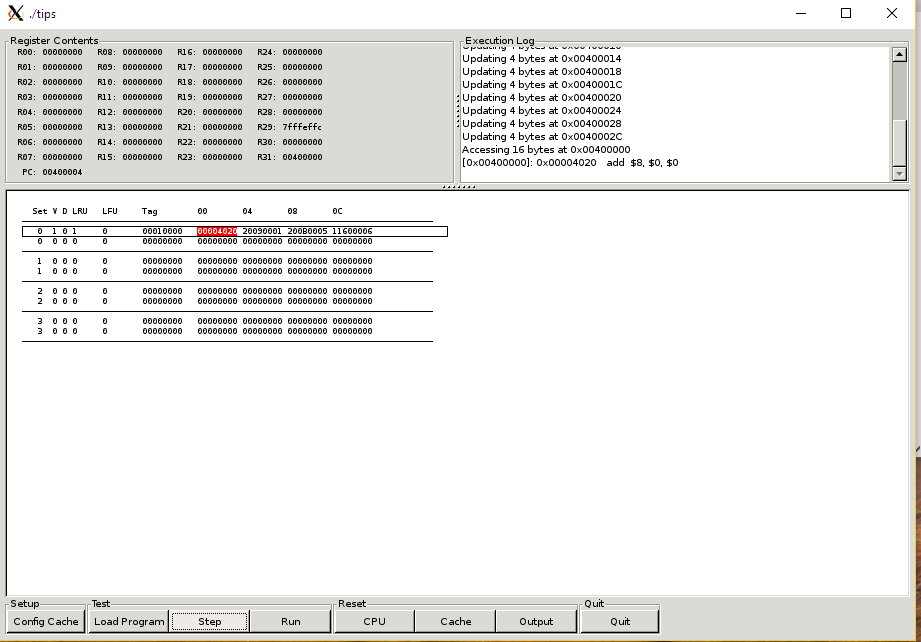 ./tips
Register Contents
R00: 00000000 R08: 00000000 R16: 00000000 R24: 00000000
R01: 00000000 R09: 00000000 R17: 00000000 R25: 00000000
R02: 00000000 R10: 00000000 R18: 00000000 R26: 00000000
R03: 00000000 R11: 00000000 R19: 00000000 R27: 00000000
R04: 00000000 R12: 00000000 R20: 00000000 R28: 00000000
R05: 00000000 R13: 00000000 R21: 00000000 R29: 7fffeffc
R06: 00000000 R14: 00000000 R22: 00000000 R30: 00000000
R07: 00000000 R15: 00000000 R23: 00000000 R31: 00400000
PC: 00400004
Execution Log
Updating 4 bytes at 0x00400010
Updating 4 bytes at 0x00400014
Updating 4 bytes at 0x00400018
Updating 4 bytes at 0x0040001C
Updating 4 bytes at 0x00400020
Updating 4 bytes at 0x00400024
Updating 4 bytes at 0x00400028
Updating 4 bytes at 0x0040002C
Accessing 16 bytes at 0x00400000
[0x00400000]: 0x00004020 add $8, $0, $0
Set V D LRU LFU Tag 00 04 08 0C
0 1 0 1 0 00010000 00004020 20090001 200B0005 11600006
0 0 0 0 0 00000000 00000000 00000000 00000000 00000000
1 0 0 0 0 00000000 00000000 00000000 00000000 00000000
1 0 0 0 0 00000000 00000000 00000000 00000000 00000000
2 0 0 0 0 00000000 00000000 00000000 00000000 00000000
2 0 0 0 0 00000000 00000000 00000000 00000000 00000000
3 0 0 0 0 00000000 00000000 00000000 00000000 00000000
3 0 0 0 0 00000000 00000000 00000000 00000000 00000000
Setup Test Reset Quit
Config Cache Load Program Step Run CPU Cache Output Quit